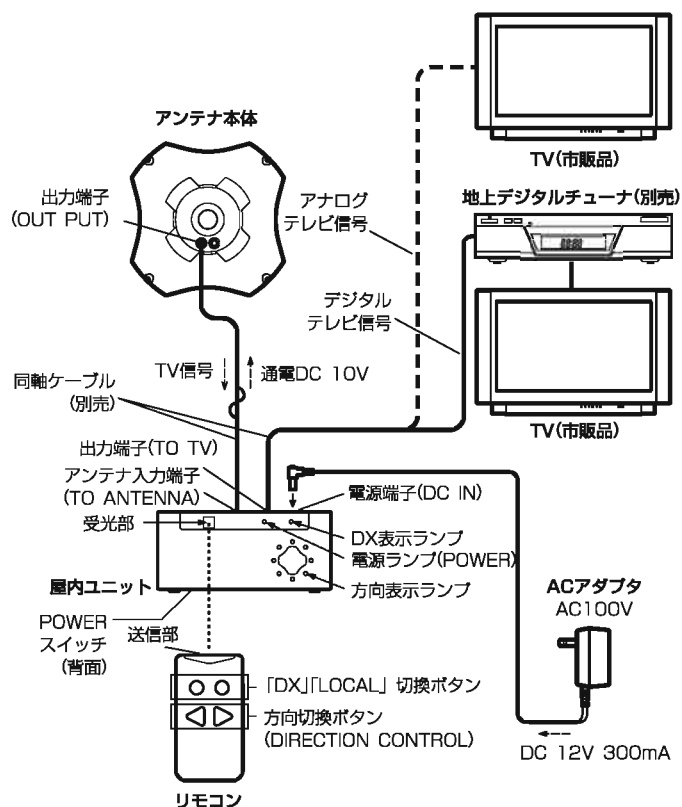 TV(市販品)
アンテナ本体
出力端子
(OUT PUT)
アナログ
テレビ信号
地上デジタルチューナ(別売)
デジタル
テレビ信号
TV信号
通電DC 10V
同軸ケーブル
(別売)
TV(市販品)
出力端子(TO TV)
アンテナ入力端子
(TO ANTENNA)
電源端子(DC IN)
受光部
DX表示ランプ
電源ランプ(POWER)
方向表示ランプ
屋内ユニット
ACアダプタ
AC100V
POWER
スイッチ
(背面)
送信部
「DX」「LOCAL」切換ボタン
方向切換ボタン
(DIRECTION CONTROL)
DC 12V 300mA
リモコン